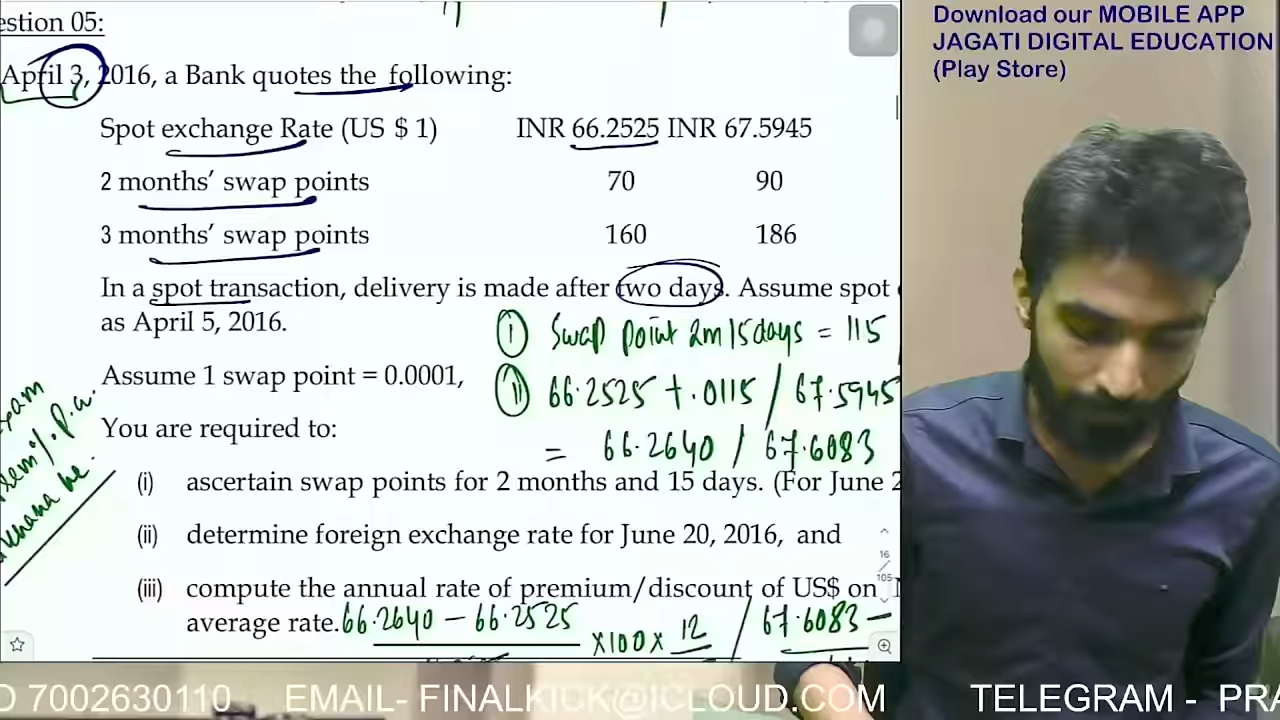 estion 05:
April 3, 2016, a Bank quotes the following:
Spot exchange Rate (US $ 1) INR 66.2525 INR 67.5945
2 months’ swap points 70 90
3 months’ swap points 160 186
In a spot transaction, delivery is made after two days. Assume spot
as April 5, 2016.
(i) Swap point 2m 15days = 115
Assume 1 swap point = 0.0001,
(ii) 66.2525 + .0115 / 67.5945
= 66.2640 / 67.6083
exam
p.a.
You are required to:
(i) ascertain swap points for 2 months and 15 days. (For June 2
(ii) determine foreign exchange rate for June 20, 2016, and
(iii) compute the annual rate of premium/discount of US$ on
average rate.
66.2640 – 66.2525 x100 x 12 / 67.6083 –
16
105
Download our MOBILE APP
JAGATI DIGITAL EDUCATION
(Play Store)
D 7002630110 EMAIL- FINALKICK@ICLOUD.COM TELEGRAM - PRA